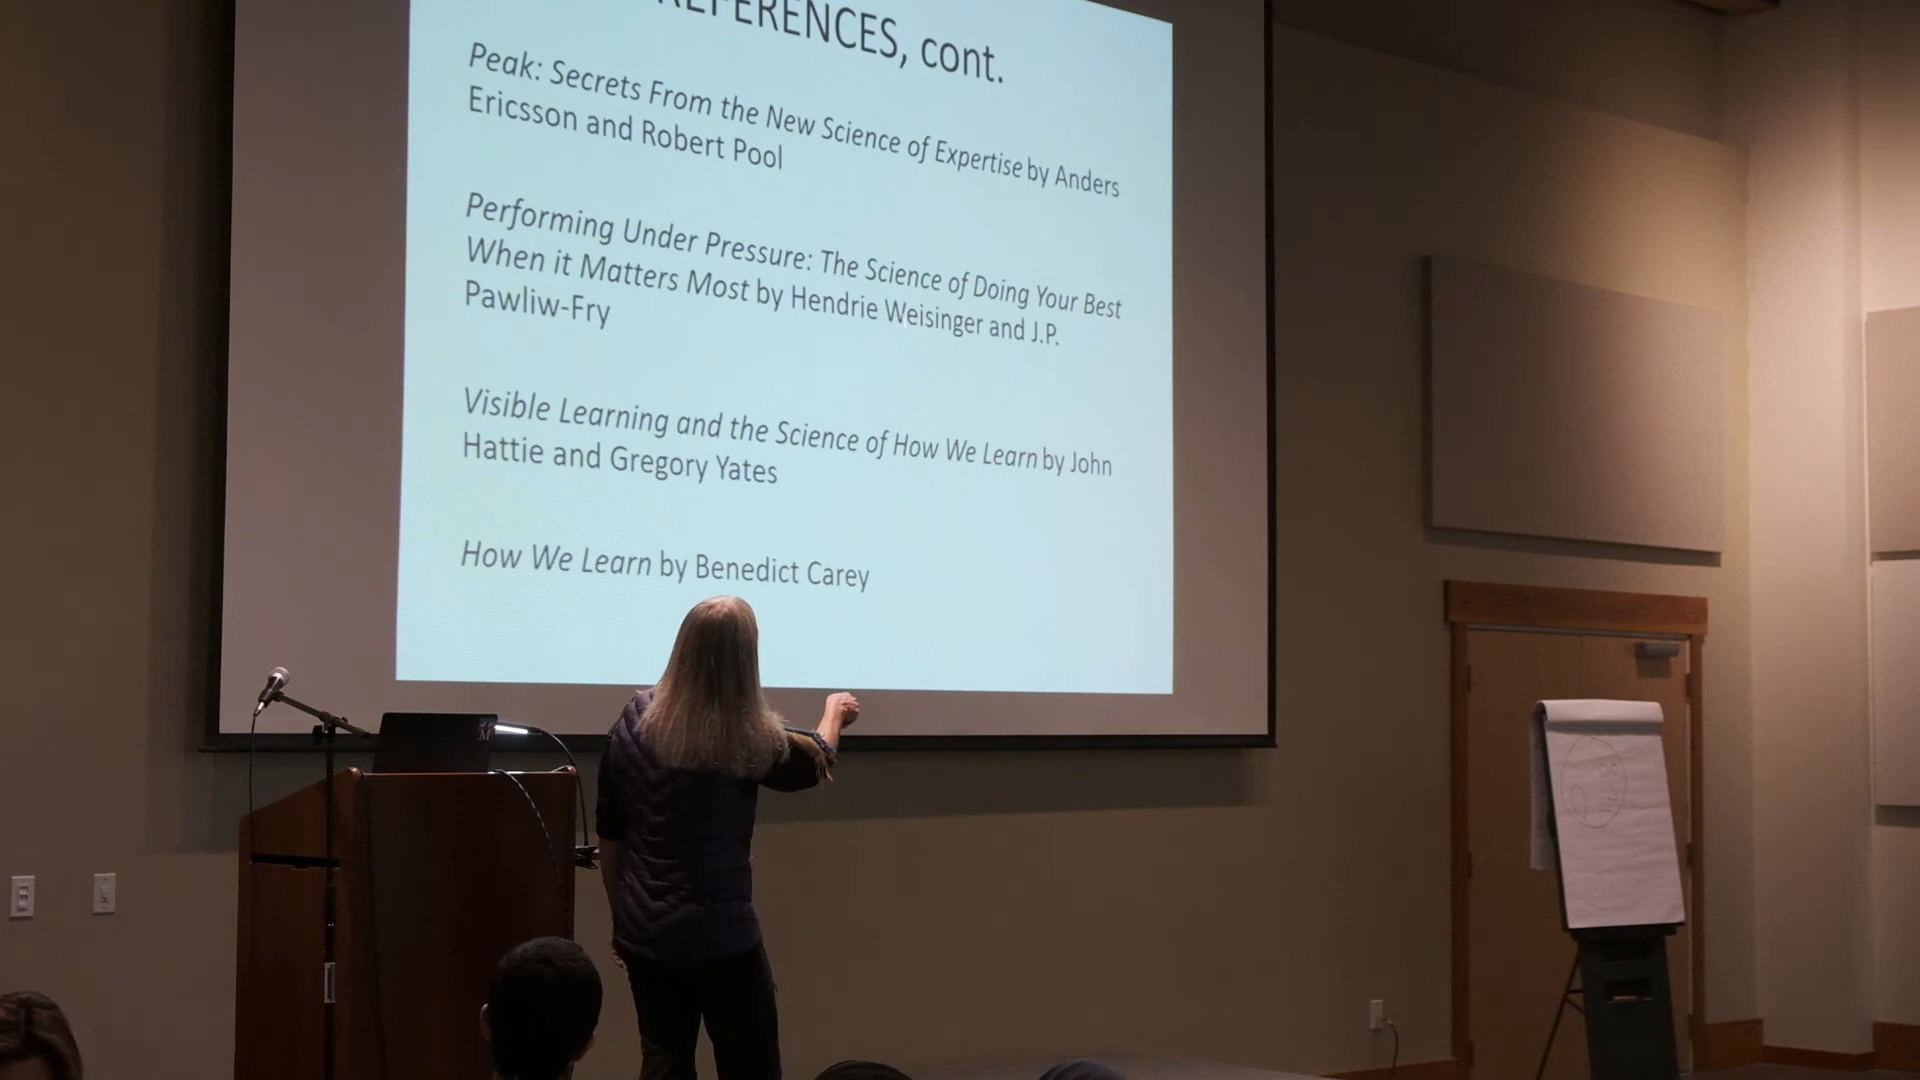 REFERENCES, cont.
Peak: Secrets From the New Science of Expertise by Anders
Ericsson and Robert Pool
Performing Under Pressure: The Science of Doing Your Best
When it Matters Most by Hendrie Weisinger and J.P.
Pawliw-Fry
Visible Learning and the Science of How We Learn by John
Hattie and Gregory Yates
How We Learn by Benedict Carey